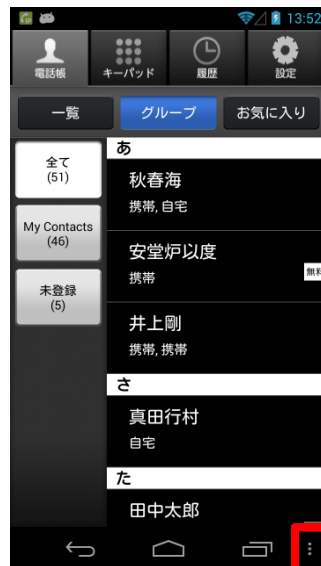 13:52
電話帳 キーパッド 履歴 設定
一覧 グループ お気に入り
全て
(51)
My Contacts
(46)
未登録
(5)
あ
秋春海
携帯, 自宅
安堂炉以度
携帯
無料
井上剛
携帯, 携帯
さ
真田行村
自宅
た
田中太郎